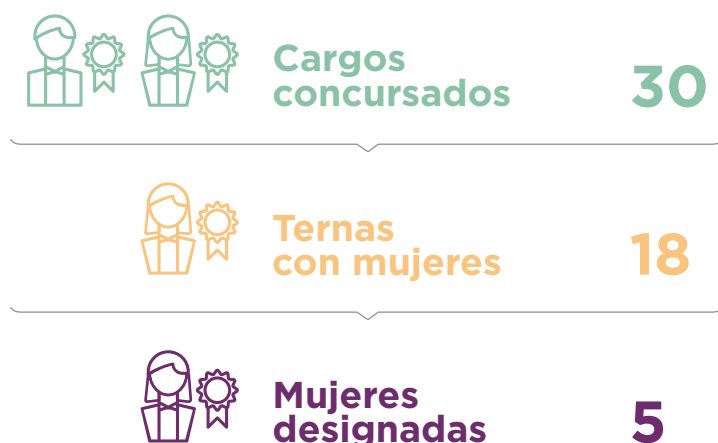 Cargos
concursados
30
Ternas
con mujeres
18
Mujeres
designadas
5